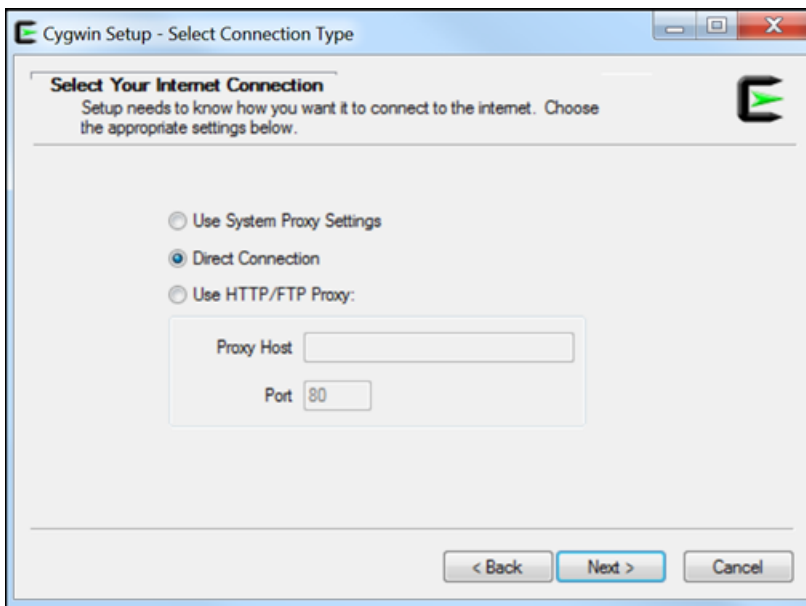 Cygwin Setup - Select Connection Type
Select Your Internet Connection
Setup needs to know how you want it to connect to the internet. Choose
the appropriate settings below.
Use System Proxy Settings
Direct Connection
Use HTTP/FTP Proxy:
Proxy Host
Port 80
< Back Next > Cancel